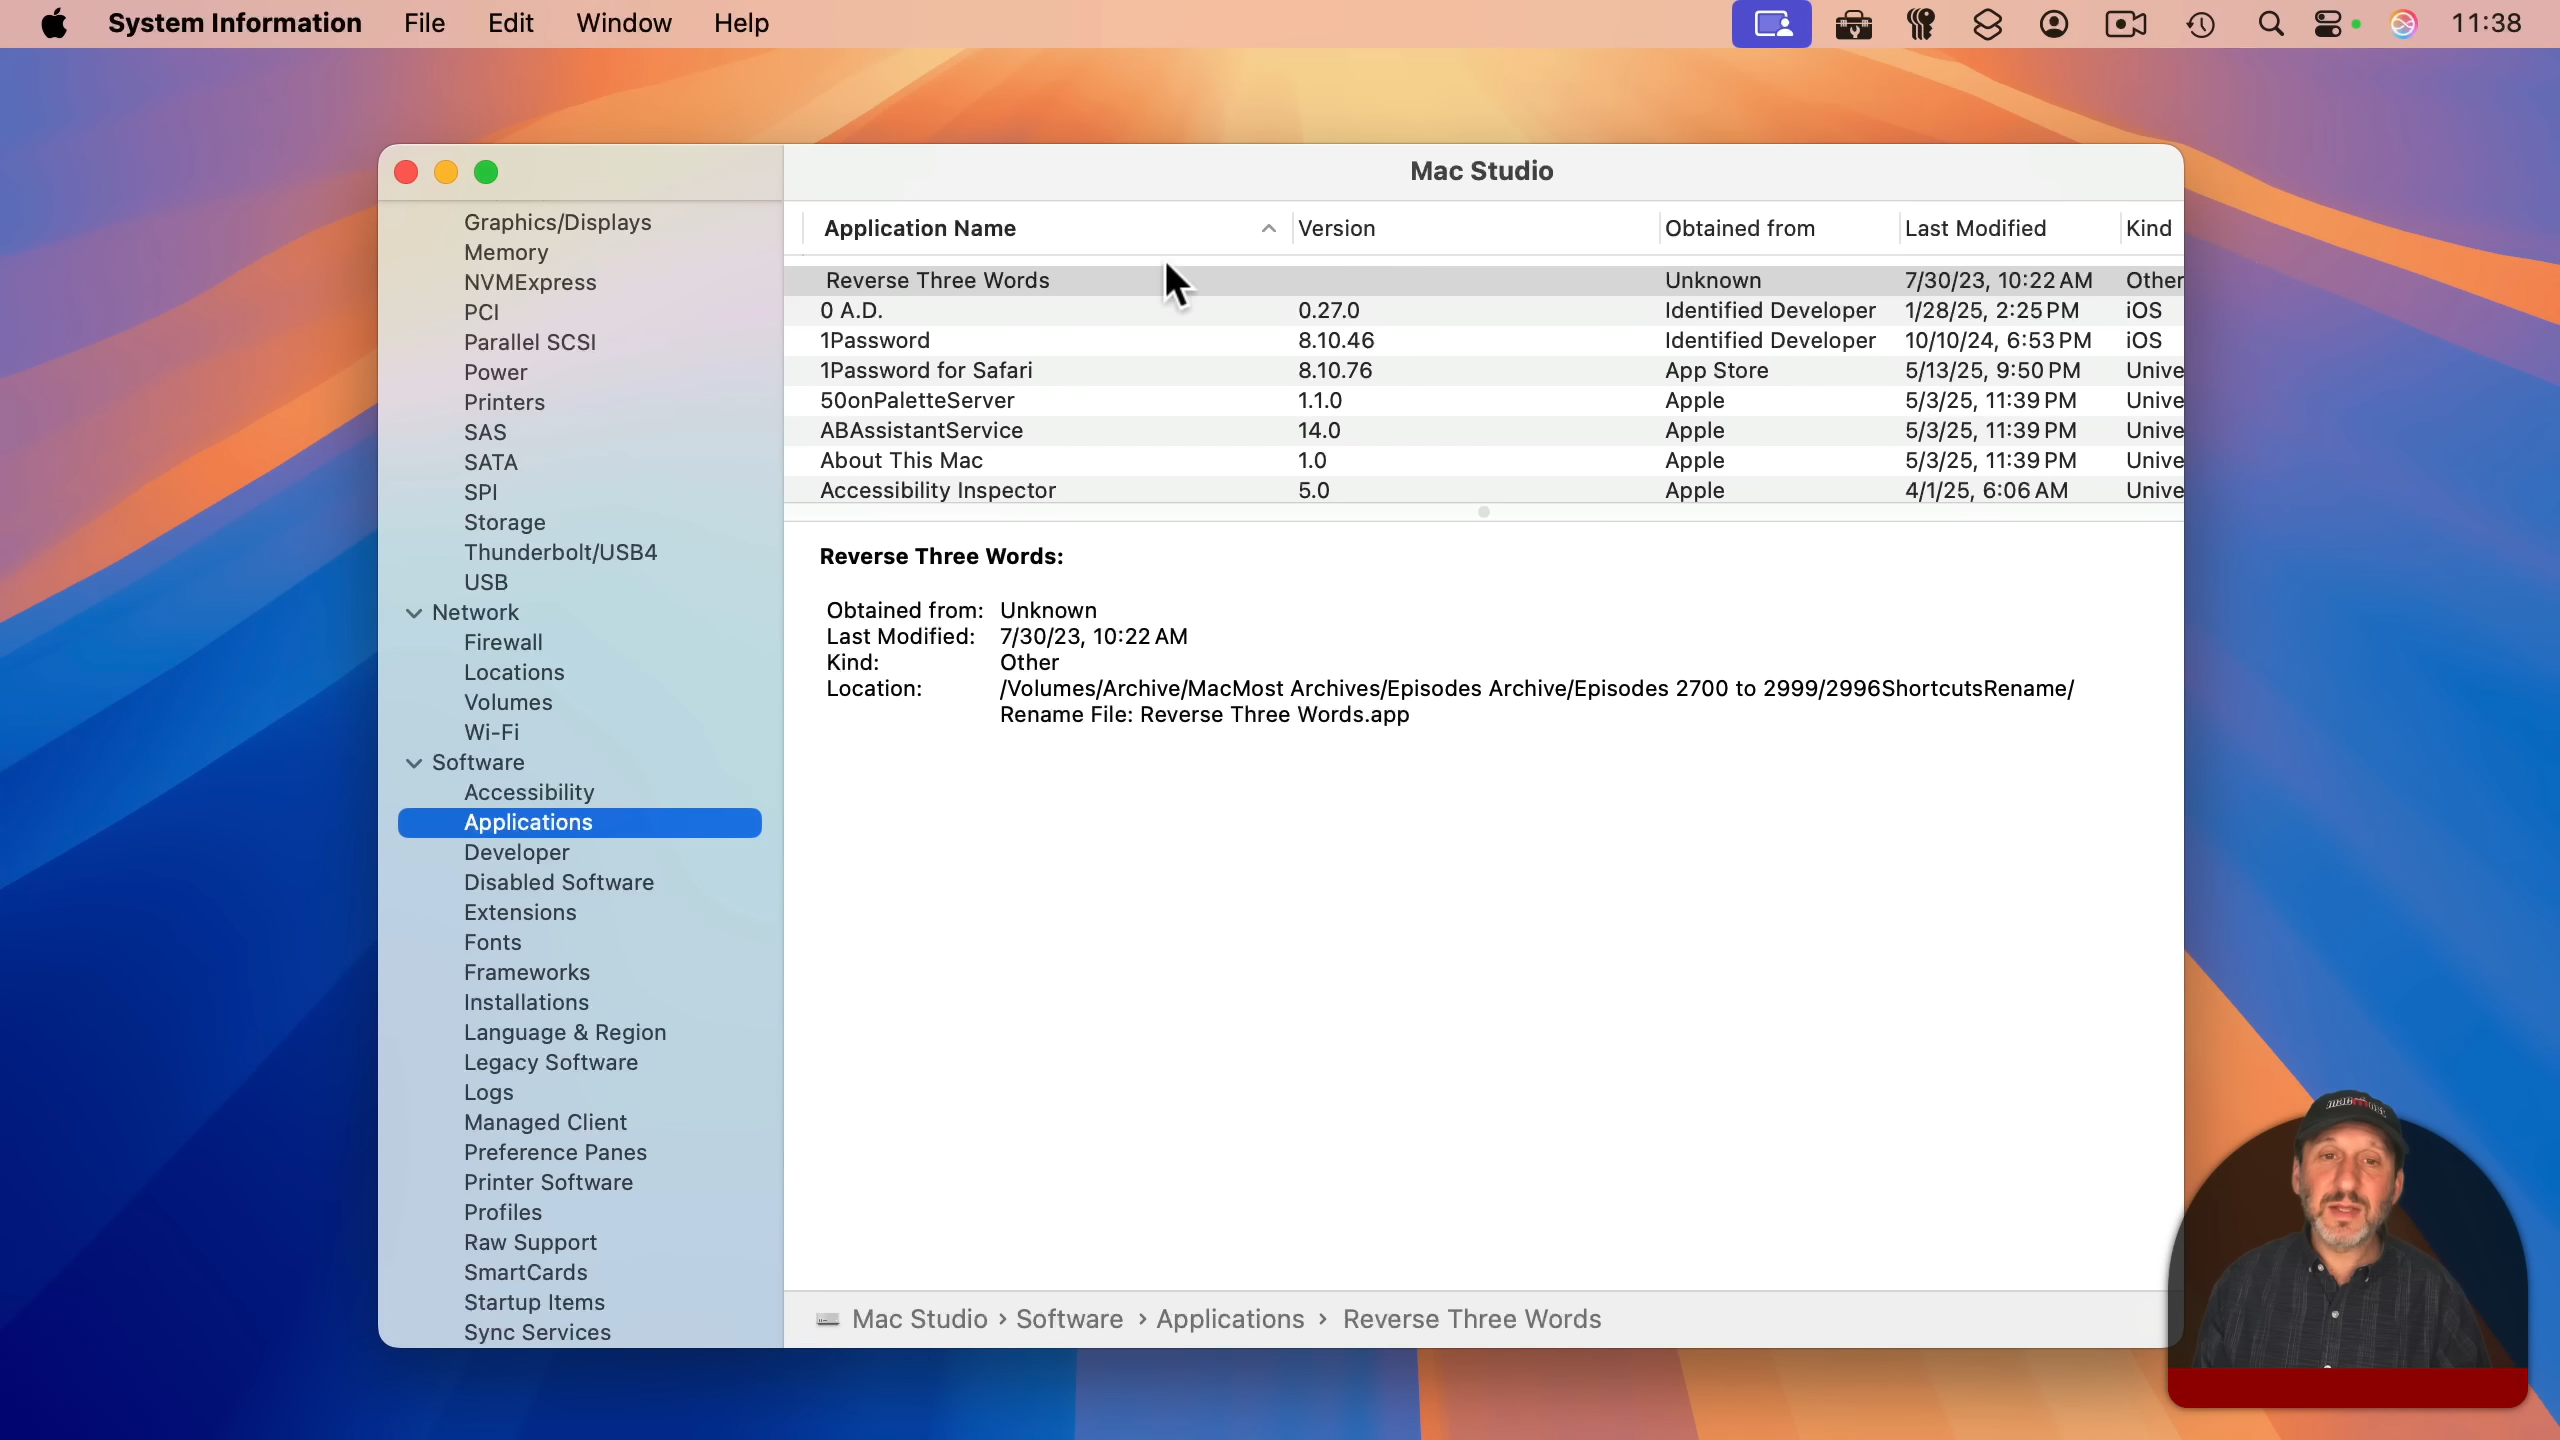 System Information File Edit Window Help 11:38
Mac Studio
Graphics/Displays
Memory
NVMExpress
PCI
Parallel SCSI
Power
Printers
SAS
SATA
SPI
Storage
Thunderbolt/USB4
USB
Network
Firewall
Locations
Volumes
Wi-Fi
Software
Accessibility
Applications
Developer
Disabled Software
Extensions
Fonts
Frameworks
Installations
Language & Region
Legacy Software
Logs
Managed Client
Preference Panes
Printer Software
Profiles
Raw Support
SmartCards
Startup Items
Sync Services
Application Name Version Obtained from Last Modified Kind
Reverse Three Words Unknown 7/30/23, 10:22 AM Other
0 A.D. 0.27.0 Identified Developer 1/28/25, 2:25 PM iOS
1Password 8.10.46 Identified Developer 10/10/24, 6:53 PM iOS
1Password for Safari 8.10.76 App Store 5/13/25, 9:50 PM Unive
50onPaletteServer 1.1.0 Apple 5/3/25, 11:39 PM Unive
ABAssistantService 14.0 Apple 5/3/25, 11:39 PM Unive
About This Mac 1.0 Apple 5/3/25, 11:39 PM Unive
Accessibility Inspector 5.0 Apple 4/1/25, 6:06 AM Unive
Reverse Three Words:
Obtained from: Unknown
Last Modified: 7/30/23, 10:22 AM
Kind: Other
Location: /Volumes/Archive/MacMost Archives/Episodes Archive/Episodes 2700 to 2999/2996ShortcutsRename/
Rename File: Reverse Three Words.app
Mac Studio › Software › Applications › Reverse Three Words